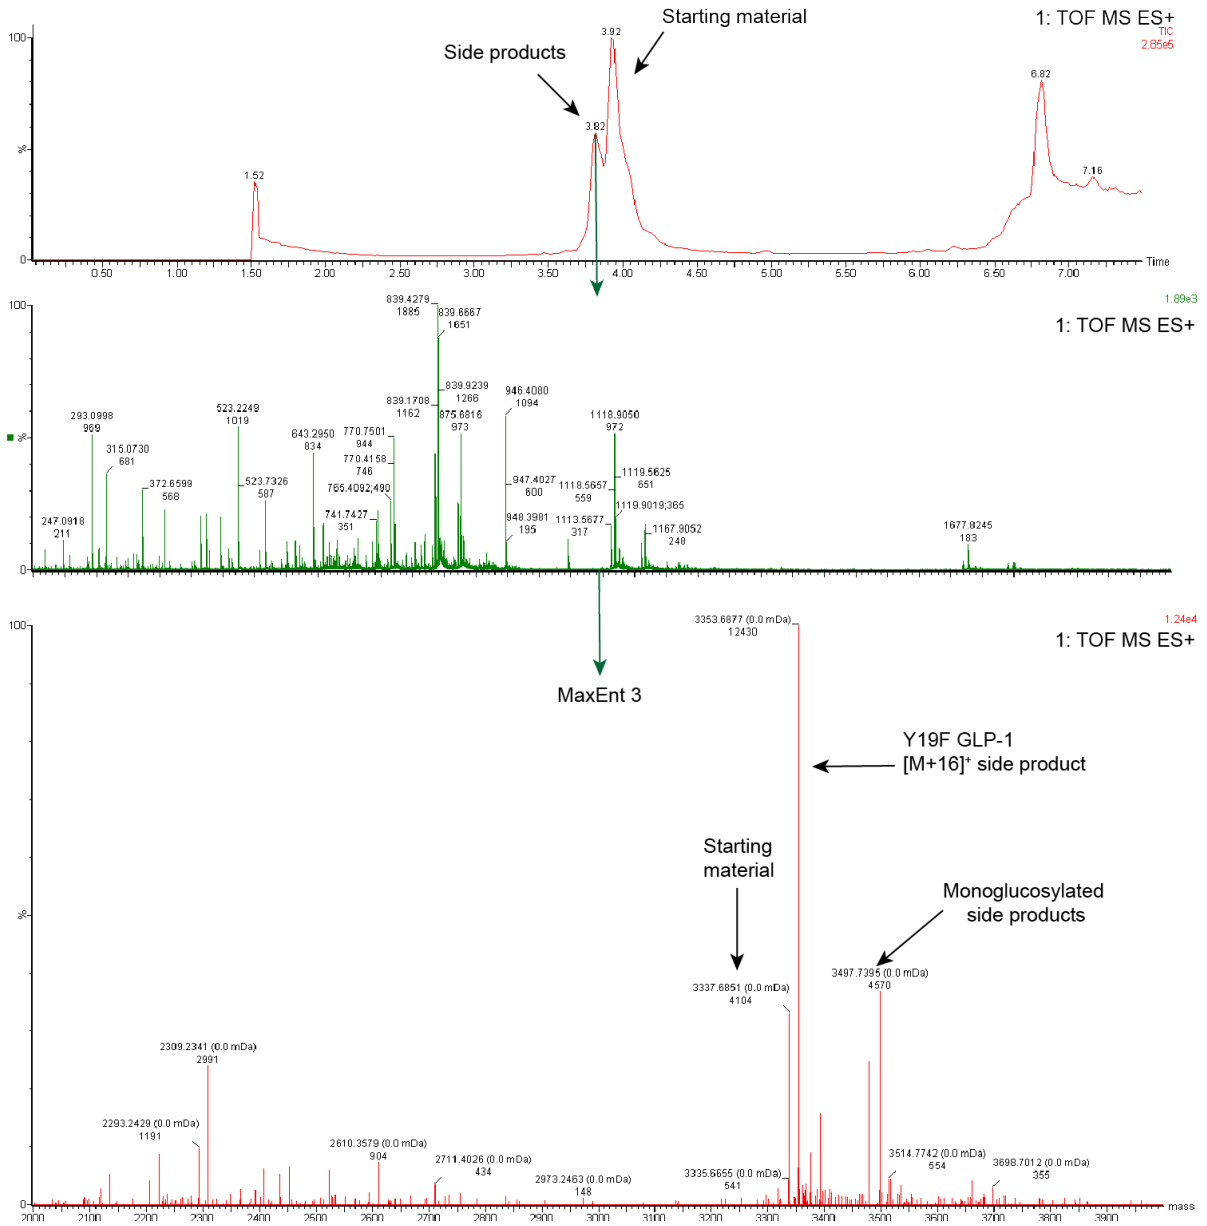 Starting material
1: TOF MS ES+
TIC
2.85e5
Side products
100
3.92
6.82
3.82
%
1.52
7.16
0
0.50 1.00 1.50 2.00 2.50 3.00 3.50 4.00 4.50 5.00 5.50 6.00 6.50 7.00
Time
1.89e3
1: TOF MS ES+
100
839.4279
1885
839.6667
1651
839.9239
1266
946.4080
1094
839.1708
1162
875.6816
973
1118.9050
972
293.0998
969
523.2249
1019
%
643.2950
834
770.7501
944
315.0730
681
770.4158
746
947.4027
600
1118.5657
559
1119.5625
651
372.6599
568
523.7326
587
765.4092;490
1119.9019;365
247.0918
211
741.7427
351
948.3981
195
1113.5677
317
1167.9052
248
1677.8245
183
0
MaxEnt 3
1.24e4
1: TOF MS ES+
100
3353.6877 (0.0 mDa)
12430
Y19F GLP-1
[M+16]⁺ side product
Starting
material
Monoglucosylated
side products
%
3337.6851 (0.0 mDa)
4104
3497.7395 (0.0 mDa)
4570
2309.2341 (0.0 mDa)
2991
2293.2429 (0.0 mDa)
1191
2610.3579 (0.0 mDa)
904
2711.4026 (0.0 mDa)
434
2973.2463 (0.0 mDa)
148
3335.6655 (0.0 mDa)
541
3514.7742 (0.0 mDa)
554
3698.7012 (0.0 mDa)
355
0
2000 2100 2200 2300 2400 2500 2600 2700 2800 2900 3000 3100 3200 3300 3400 3500 3600 3700 3800 3900
mass